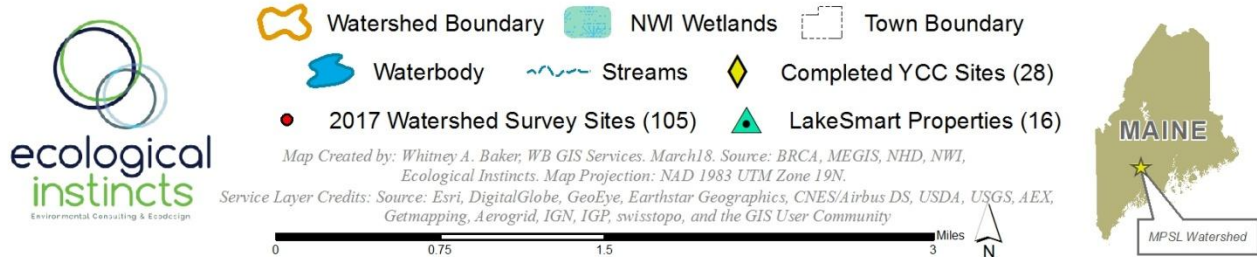 ecological
instincts
Environmental Consulting & Ecodesign
Watershed Boundary NWI Wetlands Town Boundary
Waterbody Streams Completed YCC Sites (28)
2017 Watershed Survey Sites (105) LakeSmart Properties (16)
Map Created by: Whitney A. Baker, WB GIS Services. March18. Source: BRCA, MEGIS, NHD, NWI,
Ecological Instincts. Map Projection: NAD 1983 UTM Zone 19N.
Service Layer Credits: Source: Esri, DigitalGlobe, GeoEye, Earthstar Geographics, CNES/Airbus DS, USDA, USGS, AEX,
Getmapping, Aerogrid, IGN, IGP, swisstopo, and the GIS User Community
Miles
0 0.75 1.5 3
N
MAINE
MPSL Watershed